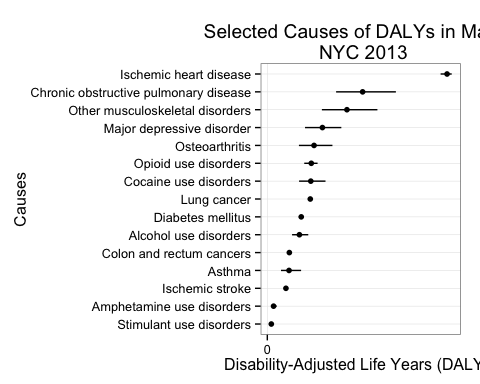 Selected Causes of DALYs in Ma
NYC 2013
Ischemic heart disease
Chronic obstructive pulmonary disease
Other musculoskeletal disorders
Major depressive disorder
Osteoarthritis
Opioid use disorders
Cocaine use disorders
Lung cancer
Diabetes mellitus
Alcohol use disorders
Colon and rectum cancers
Asthma
Ischemic stroke
Amphetamine use disorders
Stimulant use disorders
Causes
0
Disability-Adjusted Life Years (DALY